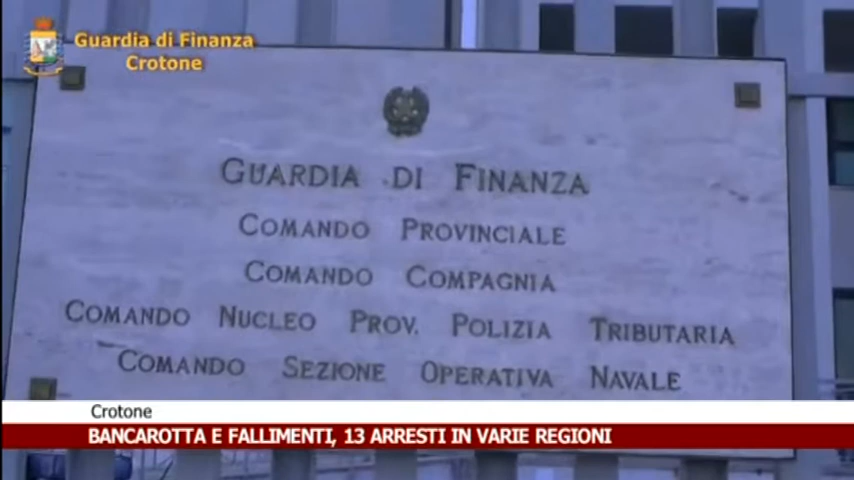 Guardia di Finanza
Crotone
GUARDIA DI FINANZA
COMANDO PROVINCIALE
COMANDO COMPAGNIA
COMANDO NUCLEO PROV. POLIZIA TRIBUTARIA
COMANDO SEZIONE OPERATIVA NAVALE
Crotone
BANCAROTTA E FALLIMENTI, 13 ARRESTI IN VARIE REGIONI